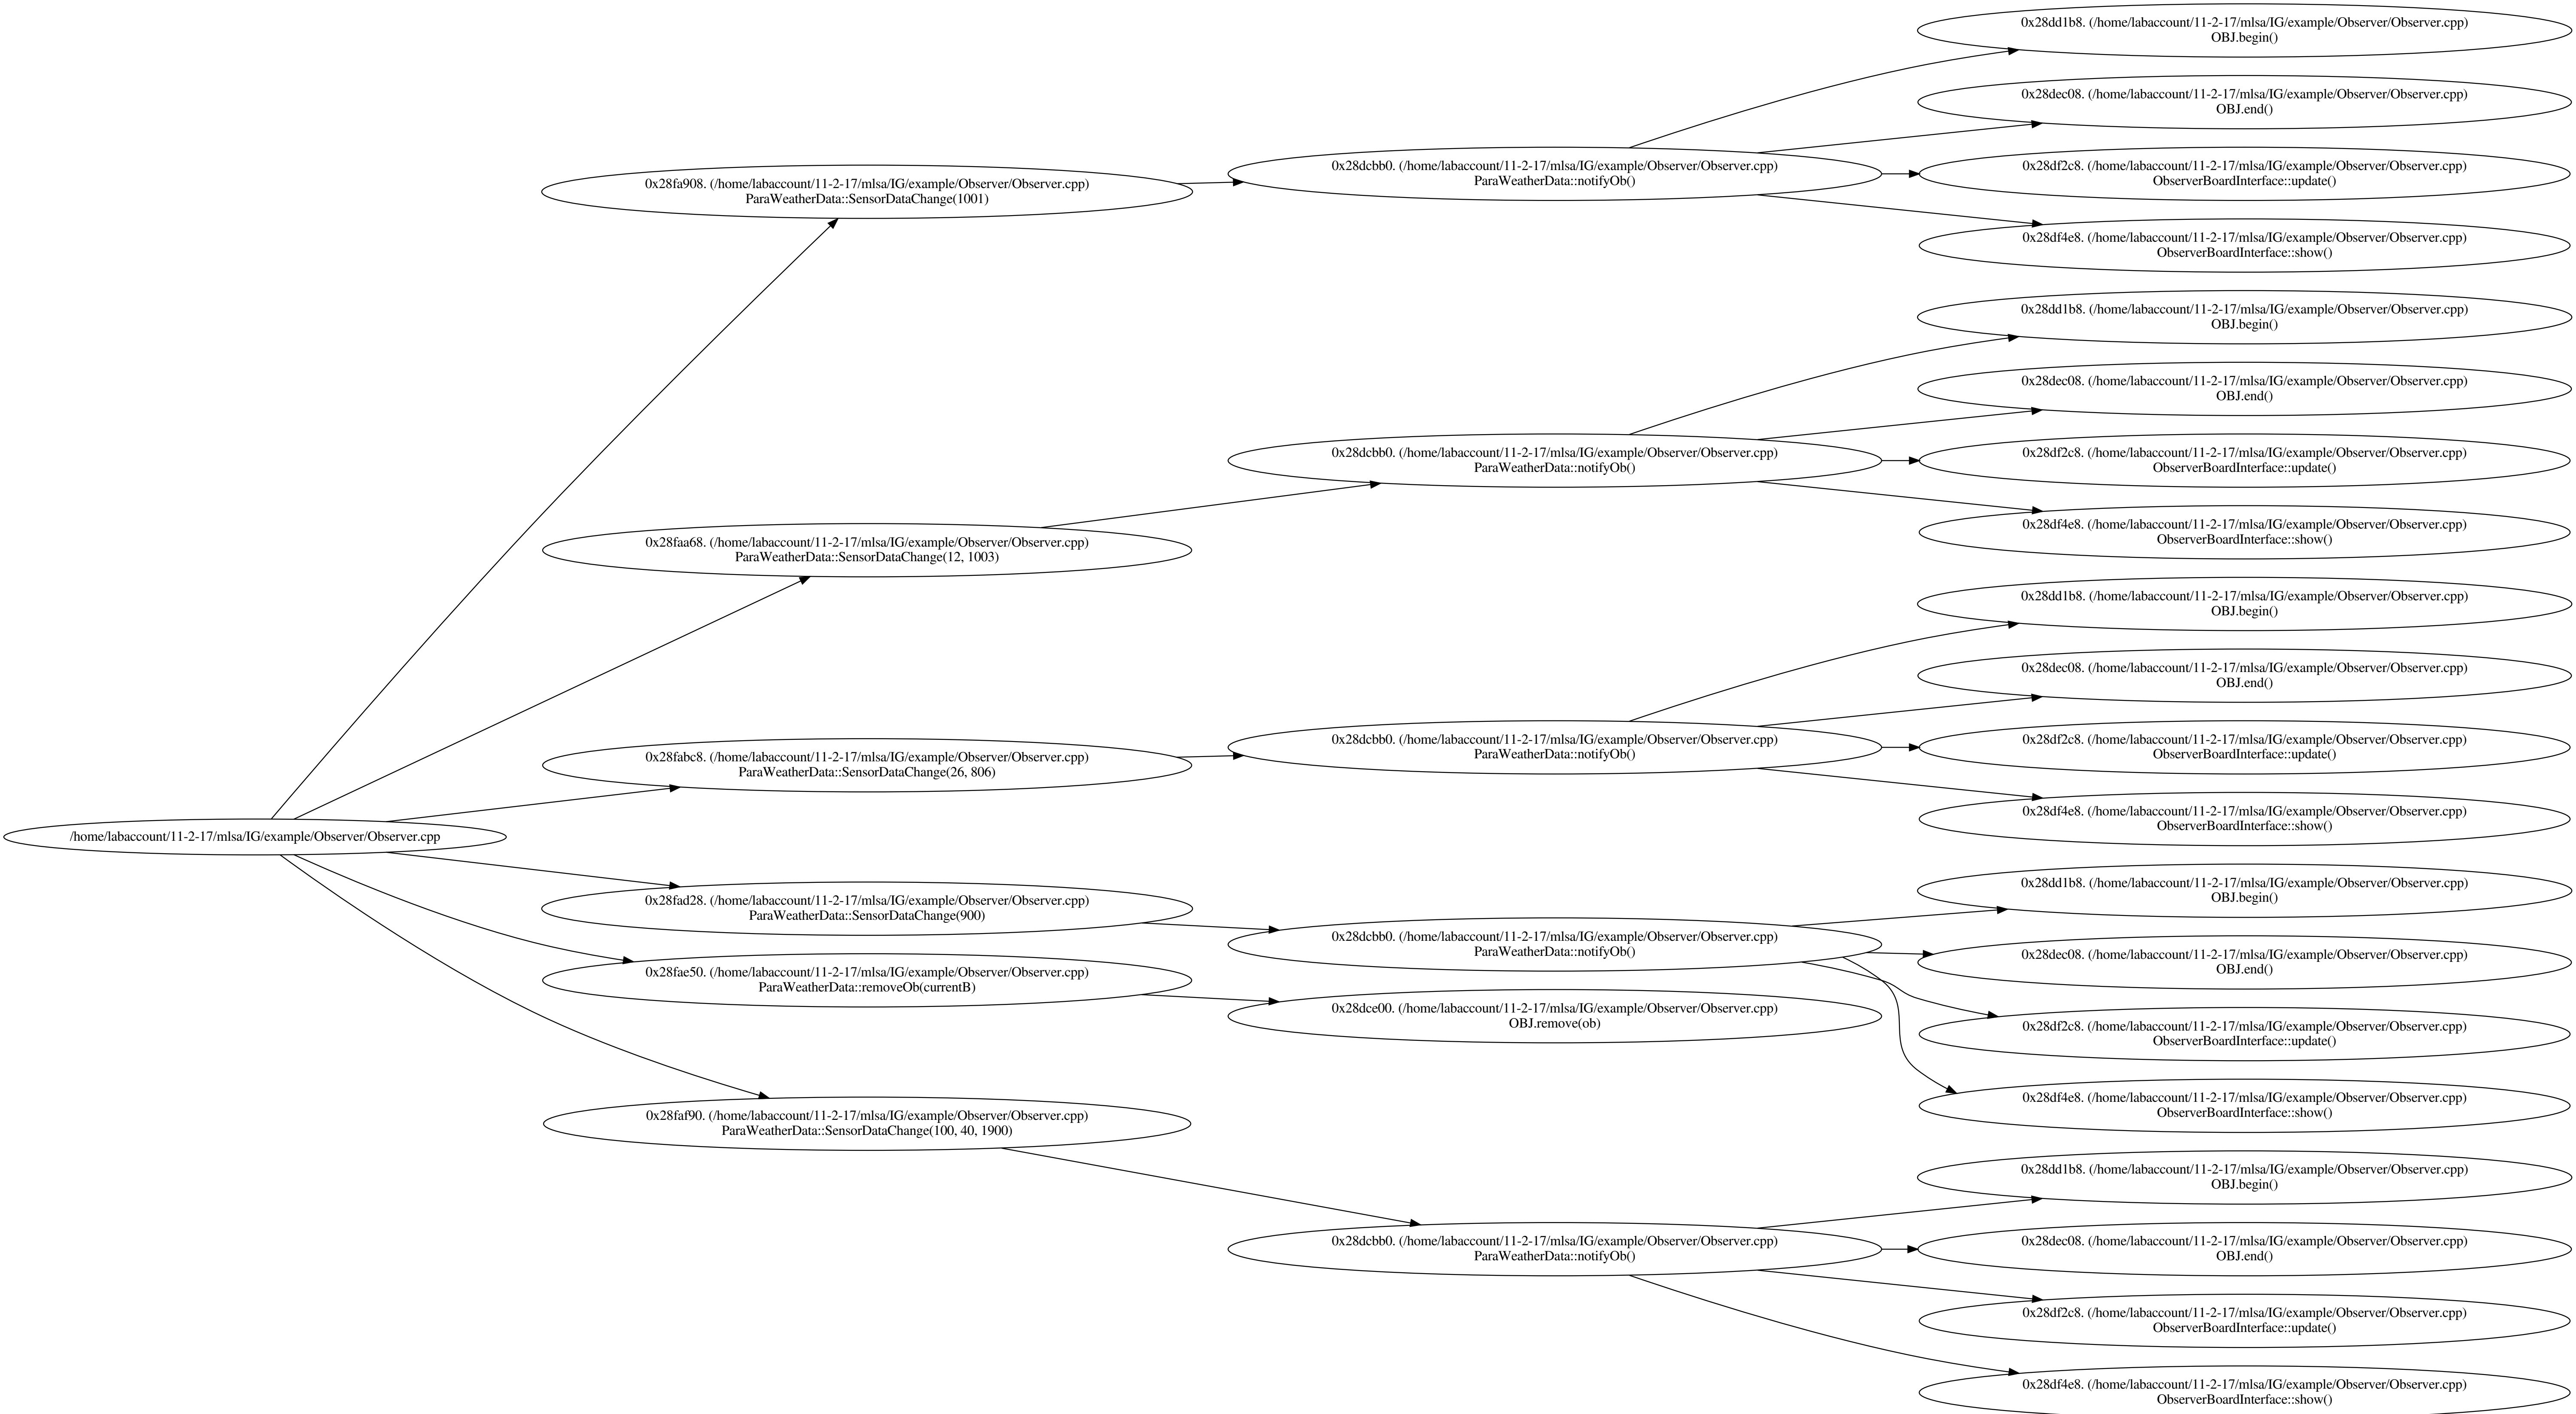 0x28dd1b8. (/home/labaccount/11-2-17/mlsa/IG/example/Observer/Observer.cpp)
OBJ.begin()
0x28dec08. (/home/labaccount/11-2-17/mlsa/IG/example/Observer/Observer.cpp)
OBJ.end()
0x28fa908. (/home/labaccount/11-2-17/mlsa/IG/example/Observer/Observer.cpp)
ParaWeatherData::SensorDataChange(1001)
0x28dcbb0. (/home/labaccount/11-2-17/mlsa/IG/example/Observer/Observer.cpp)
ParaWeatherData::notifyOb()
0x28df2c8. (/home/labaccount/11-2-17/mlsa/IG/example/Observer/Observer.cpp)
ObserverBoardInterface::update()
0x28df4e8. (/home/labaccount/11-2-17/mlsa/IG/example/Observer/Observer.cpp)
ObserverBoardInterface::show()
0x28dd1b8. (/home/labaccount/11-2-17/mlsa/IG/example/Observer/Observer.cpp)
OBJ.begin()
0x28dec08. (/home/labaccount/11-2-17/mlsa/IG/example/Observer/Observer.cpp)
OBJ.end()
0x28dcbb0. (/home/labaccount/11-2-17/mlsa/IG/example/Observer/Observer.cpp)
ParaWeatherData::notifyOb()
0x28df2c8. (/home/labaccount/11-2-17/mlsa/IG/example/Observer/Observer.cpp)
ObserverBoardInterface::update()
0x28faa68. (/home/labaccount/11-2-17/mlsa/IG/example/Observer/Observer.cpp)
ParaWeatherData::SensorDataChange(12, 1003)
0x28df4e8. (/home/labaccount/11-2-17/mlsa/IG/example/Observer/Observer.cpp)
ObserverBoardInterface::show()
0x28dd1b8. (/home/labaccount/11-2-17/mlsa/IG/example/Observer/Observer.cpp)
OBJ.begin()
0x28dec08. (/home/labaccount/11-2-17/mlsa/IG/example/Observer/Observer.cpp)
OBJ.end()
0x28fabc8. (/home/labaccount/11-2-17/mlsa/IG/example/Observer/Observer.cpp)
ParaWeatherData::SensorDataChange(26, 806)
0x28dcbb0. (/home/labaccount/11-2-17/mlsa/IG/example/Observer/Observer.cpp)
ParaWeatherData::notifyOb()
0x28df2c8. (/home/labaccount/11-2-17/mlsa/IG/example/Observer/Observer.cpp)
ObserverBoardInterface::update()
0x28df4e8. (/home/labaccount/11-2-17/mlsa/IG/example/Observer/Observer.cpp)
ObserverBoardInterface::show()
/home/labaccount/11-2-17/mlsa/IG/example/Observer/Observer.cpp
0x28fad28. (/home/labaccount/11-2-17/mlsa/IG/example/Observer/Observer.cpp)
ParaWeatherData::SensorDataChange(900)
0x28dcbb0. (/home/labaccount/11-2-17/mlsa/IG/example/Observer/Observer.cpp)
ParaWeatherData::notifyOb()
0x28dd1b8. (/home/labaccount/11-2-17/mlsa/IG/example/Observer/Observer.cpp)
OBJ.begin()
0x28dec08. (/home/labaccount/11-2-17/mlsa/IG/example/Observer/Observer.cpp)
OBJ.end()
0x28fae50. (/home/labaccount/11-2-17/mlsa/IG/example/Observer/Observer.cpp)
ParaWeatherData::removeOb(currentB)
0x28dce00. (/home/labaccount/11-2-17/mlsa/IG/example/Observer/Observer.cpp)
OBJ.remove(ob)
0x28df2c8. (/home/labaccount/11-2-17/mlsa/IG/example/Observer/Observer.cpp)
ObserverBoardInterface::update()
0x28df4e8. (/home/labaccount/11-2-17/mlsa/IG/example/Observer/Observer.cpp)
ObserverBoardInterface::show()
0x28faf90. (/home/labaccount/11-2-17/mlsa/IG/example/Observer/Observer.cpp)
ParaWeatherData::SensorDataChange(100, 40, 1900)
0x28dd1b8. (/home/labaccount/11-2-17/mlsa/IG/example/Observer/Observer.cpp)
OBJ.begin()
0x28dcbb0. (/home/labaccount/11-2-17/mlsa/IG/example/Observer/Observer.cpp)
ParaWeatherData::notifyOb()
0x28dec08. (/home/labaccount/11-2-17/mlsa/IG/example/Observer/Observer.cpp)
OBJ.end()
0x28df2c8. (/home/labaccount/11-2-17/mlsa/IG/example/Observer/Observer.cpp)
ObserverBoardInterface::update()
0x28df4e8. (/home/labaccount/11-2-17/mlsa/IG/example/Observer/Observer.cpp)
ObserverBoardInterface::show()